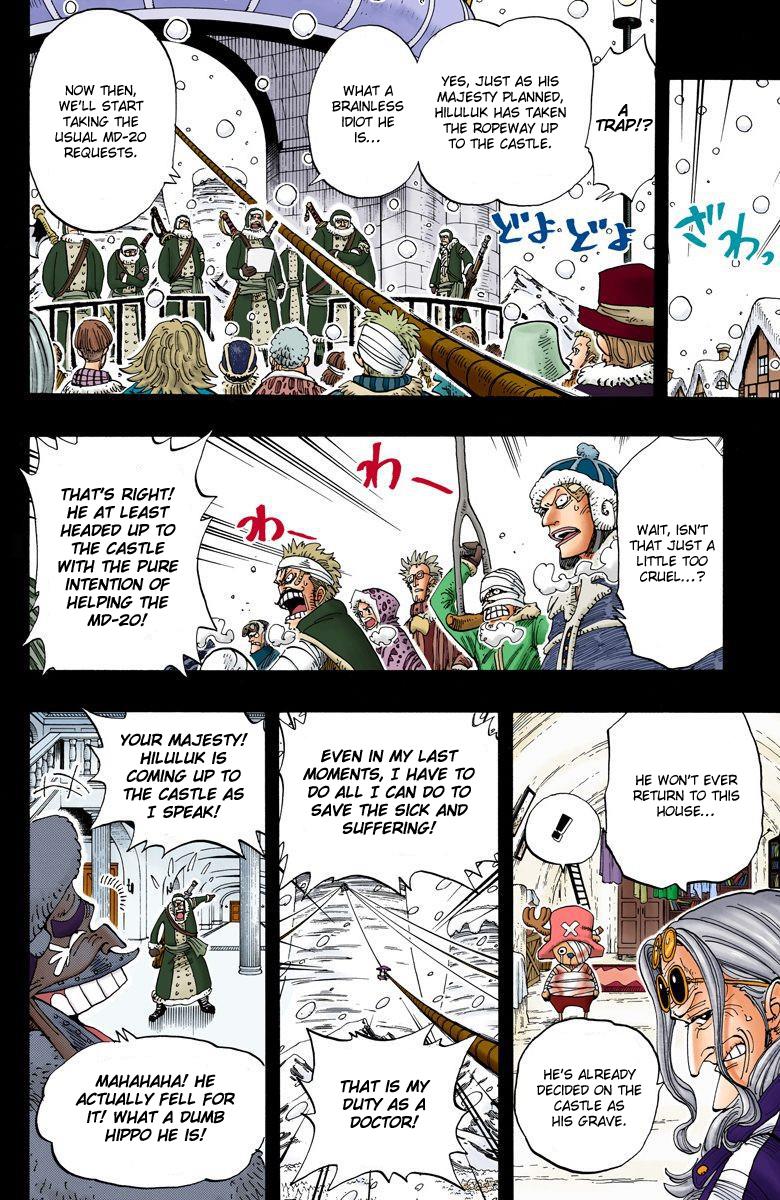 ざわっ
A
TRAP!?
YES, JUST AS HIS
MAJESTY PLANNED,
HILULUK HAS TAKEN
THE ROPEWAY UP
TO THE CASTLE.
WHAT A
BRAINLESS
IDIOT HE
IS...
NOW THEN,
WE'LL START
TAKING THE
USUAL MD-20
REQUESTS.
どよどよ
WAIT, ISN'T
THAT JUST A
LITTLE TOO
CRUEL...?
わー
わー
THAT'S RIGHT!
HE AT LEAST
HEADED UP TO
THE CASTLE
WITH THE PURE
INTENTION OF
HELPING THE
MD-20!
HE WON'T EVER
RETURN TO THIS
HOUSE...
!
HE'S ALREADY
DECIDED ON THE
CASTLE AS
HIS GRAVE.
EVEN IN MY LAST
MOMENTS, I HAVE TO
DO ALL I CAN DO TO
SAVE THE SICK AND
SUFFERING!
THAT IS MY
DUTY AS A
DOCTOR!
YOUR MAJESTY!
HILULUK IS
COMING UP TO
THE CASTLE AS
I SPEAK!
MAHAHAHA! HE
ACTUALLY FELL FOR
IT! WHAT A DUMB
HIPPO HE IS!